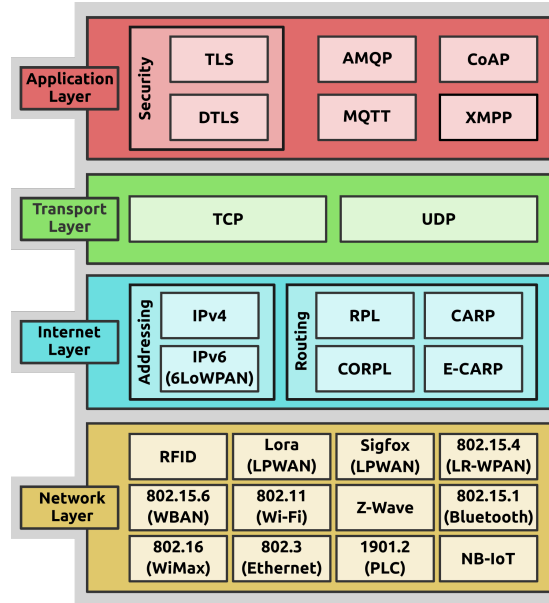 Application
Layer
Security
TLS
DTLS
AMQP
CoAP
MQTT
XMPP
Transport
Layer
TCP
UDP
Internet
Layer
Addressing
IPv4
IPv6
(6LoWPAN)
Routing
RPL
CARP
CORPL
E-CARP
Network
Layer
RFID
Lora
(LPWAN)
Sigfox
(LPWAN)
802.15.4
(LR-WPAN)
802.15.6
(WBAN)
802.11
(Wi-Fi)
Z-Wave
802.15.1
(Bluetooth)
802.16
(WiMax)
802.3
(Ethernet)
1901.2
(PLC)
NB-IoT